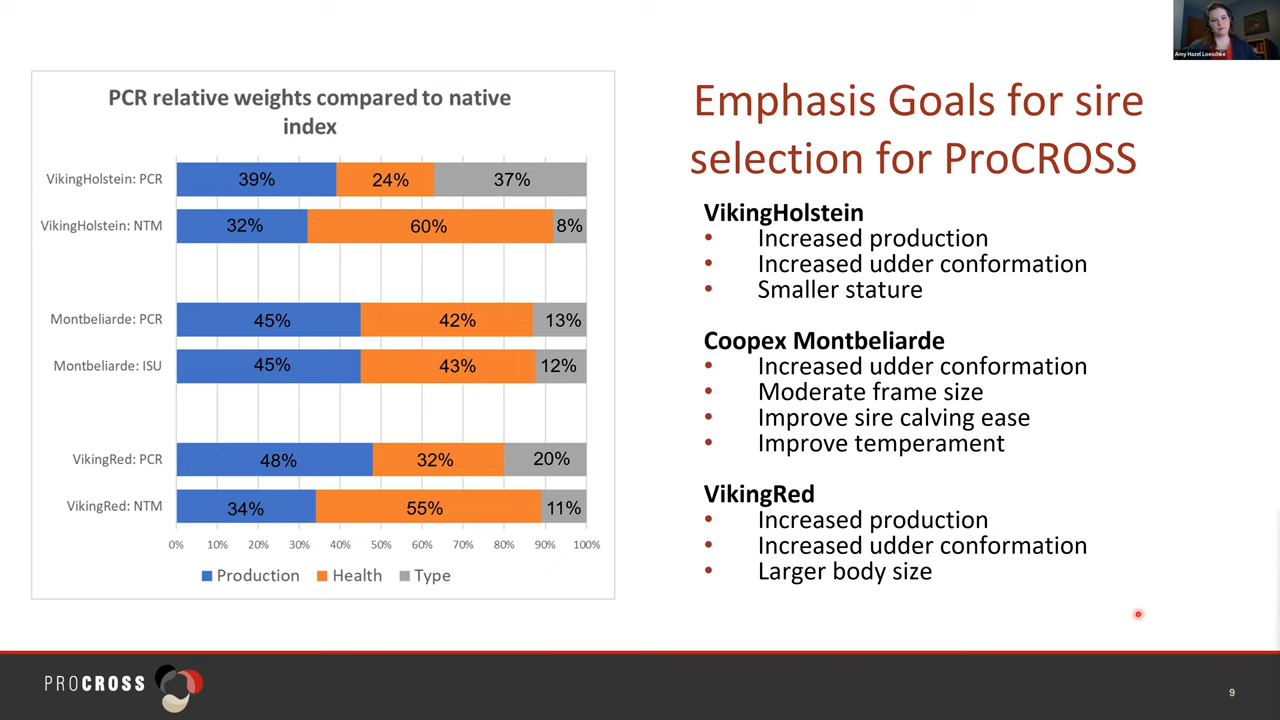 Amy Hazel Loeschke
PCR relative weights compared to native
index
VikingHolstein: PCR
39%
24%
37%
VikingHolstein: NTM
32%
60%
8%
Montbeliarde: PCR
45%
42%
13%
Montbeliarde: ISU
45%
43%
12%
VikingRed: PCR
48%
32%
20%
VikingRed: NTM
34%
55%
11%
0% 10% 20% 30% 40% 50% 60% 70% 80% 90% 100%
Production Health Type
Emphasis Goals for sire
selection for ProCROSS
VikingHolstein
• Increased production
• Increased udder conformation
• Smaller stature
Coopex Montbeliarde
• Increased udder conformation
• Moderate frame size
• Improve sire calving ease
• Improve temperament
VikingRed
• Increased production
• Increased udder conformation
• Larger body size
PROCROSS
9